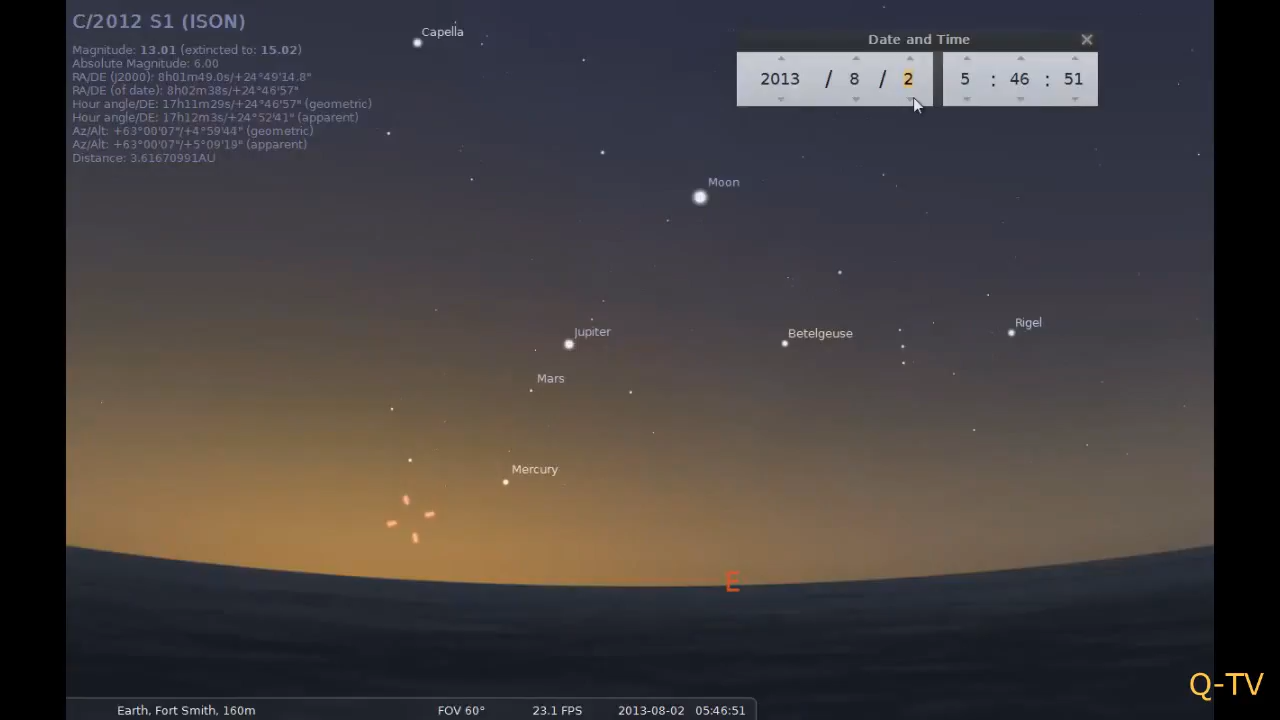 C/2012 S1 (ISON)
Magnitude: 13.01 (extincted to: 15.02)
Absolute Magnitude: 6.00
RA/DE (J2000): 8h01m49.0s/+24°49'14.8"
RA/DE (of date): 8h02m38s/+24°46'57"
Hour angle/DE: 17h11m29s/+24°46'57" (geometric)
Hour angle/DE: 17h12m3s/+24°52'41" (apparent)
Az/Alt: +63°00'07"/+4°59'44" (geometric)
Az/Alt: +63°00'07"/+5°09'19" (apparent)
Distance: 3.61670991AU
Capella
Date and Time
2013 / 8 / 2 5 : 46 : 51
Moon
Jupiter
Betelgeuse
Rigel
Mars
Mercury
E
Q-TV
Earth, Fort Smith, 160m FOV 60° 23.1 FPS 2013-08-02 05:46:51